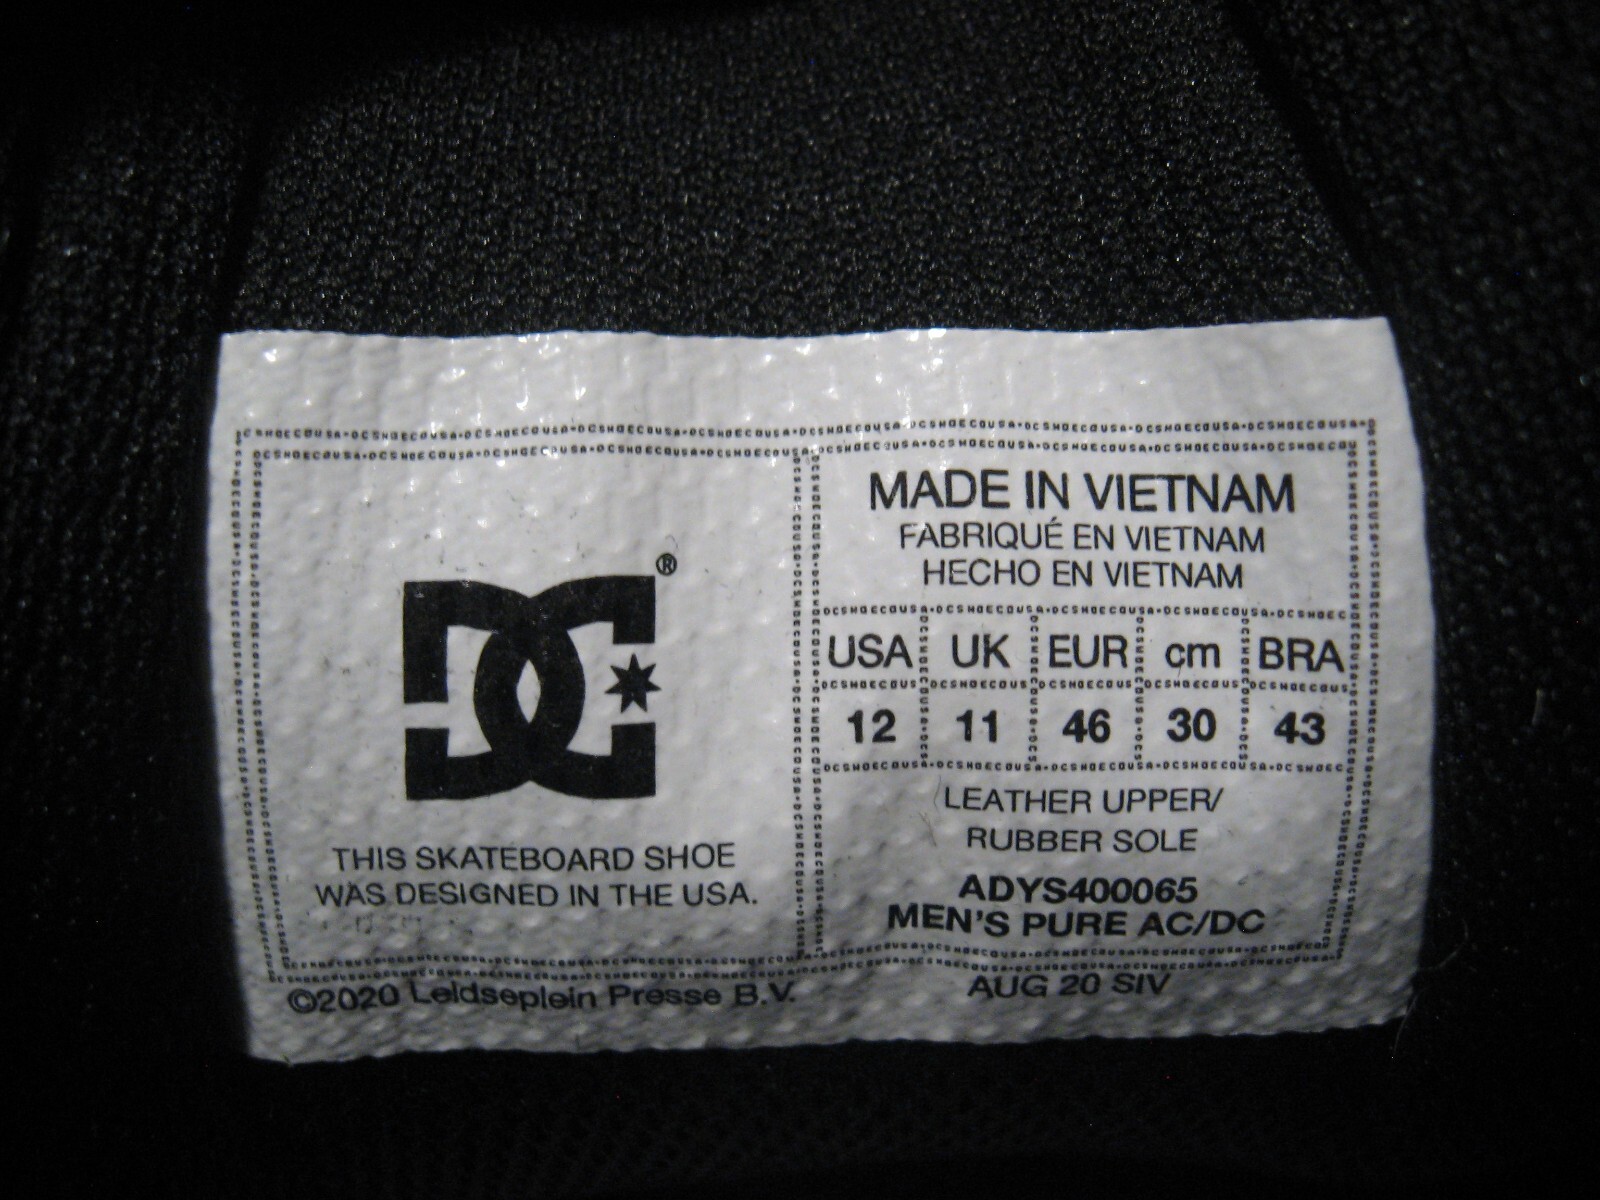 DC®
THIS SKATEBOARD SHOE
WAS DESIGNED IN THE USA.
©2020 Leidseplein Presse B.V.
MADE IN VIETNAM
FABRIQUÉ EN VIETNAM
HECHO EN VIETNAM
USA UK EUR cm BRA
12 11 46 30 43
LEATHER UPPER/
RUBBER SOLE
ADYS400065
MEN'S PURE AC/DC
AUG 20 SIV